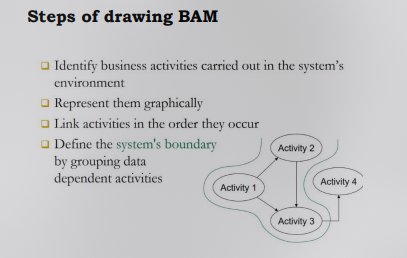 Steps of drawing BAM
Identify business activities carried out in the system's
environment
Represent them graphically
Link activities in the order they occur
Define the system's boundary
by grouping data
dependent activities
Activity 2
Activity 1
Activity 4
Activity 3